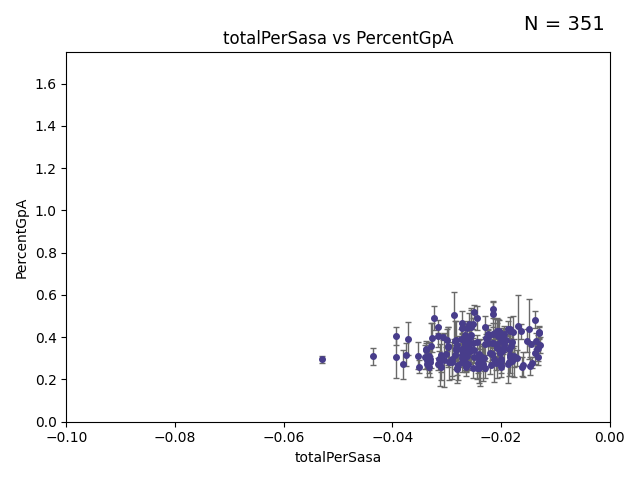 N = 351
totalPerSasa vs PercentGpA
1.6
1.4
1.2
1.0
0.8
0.6
0.4
0.2
0.0
PercentGpA
−0.10 −0.08 −0.06 −0.04 −0.02 0.00
totalPerSasa